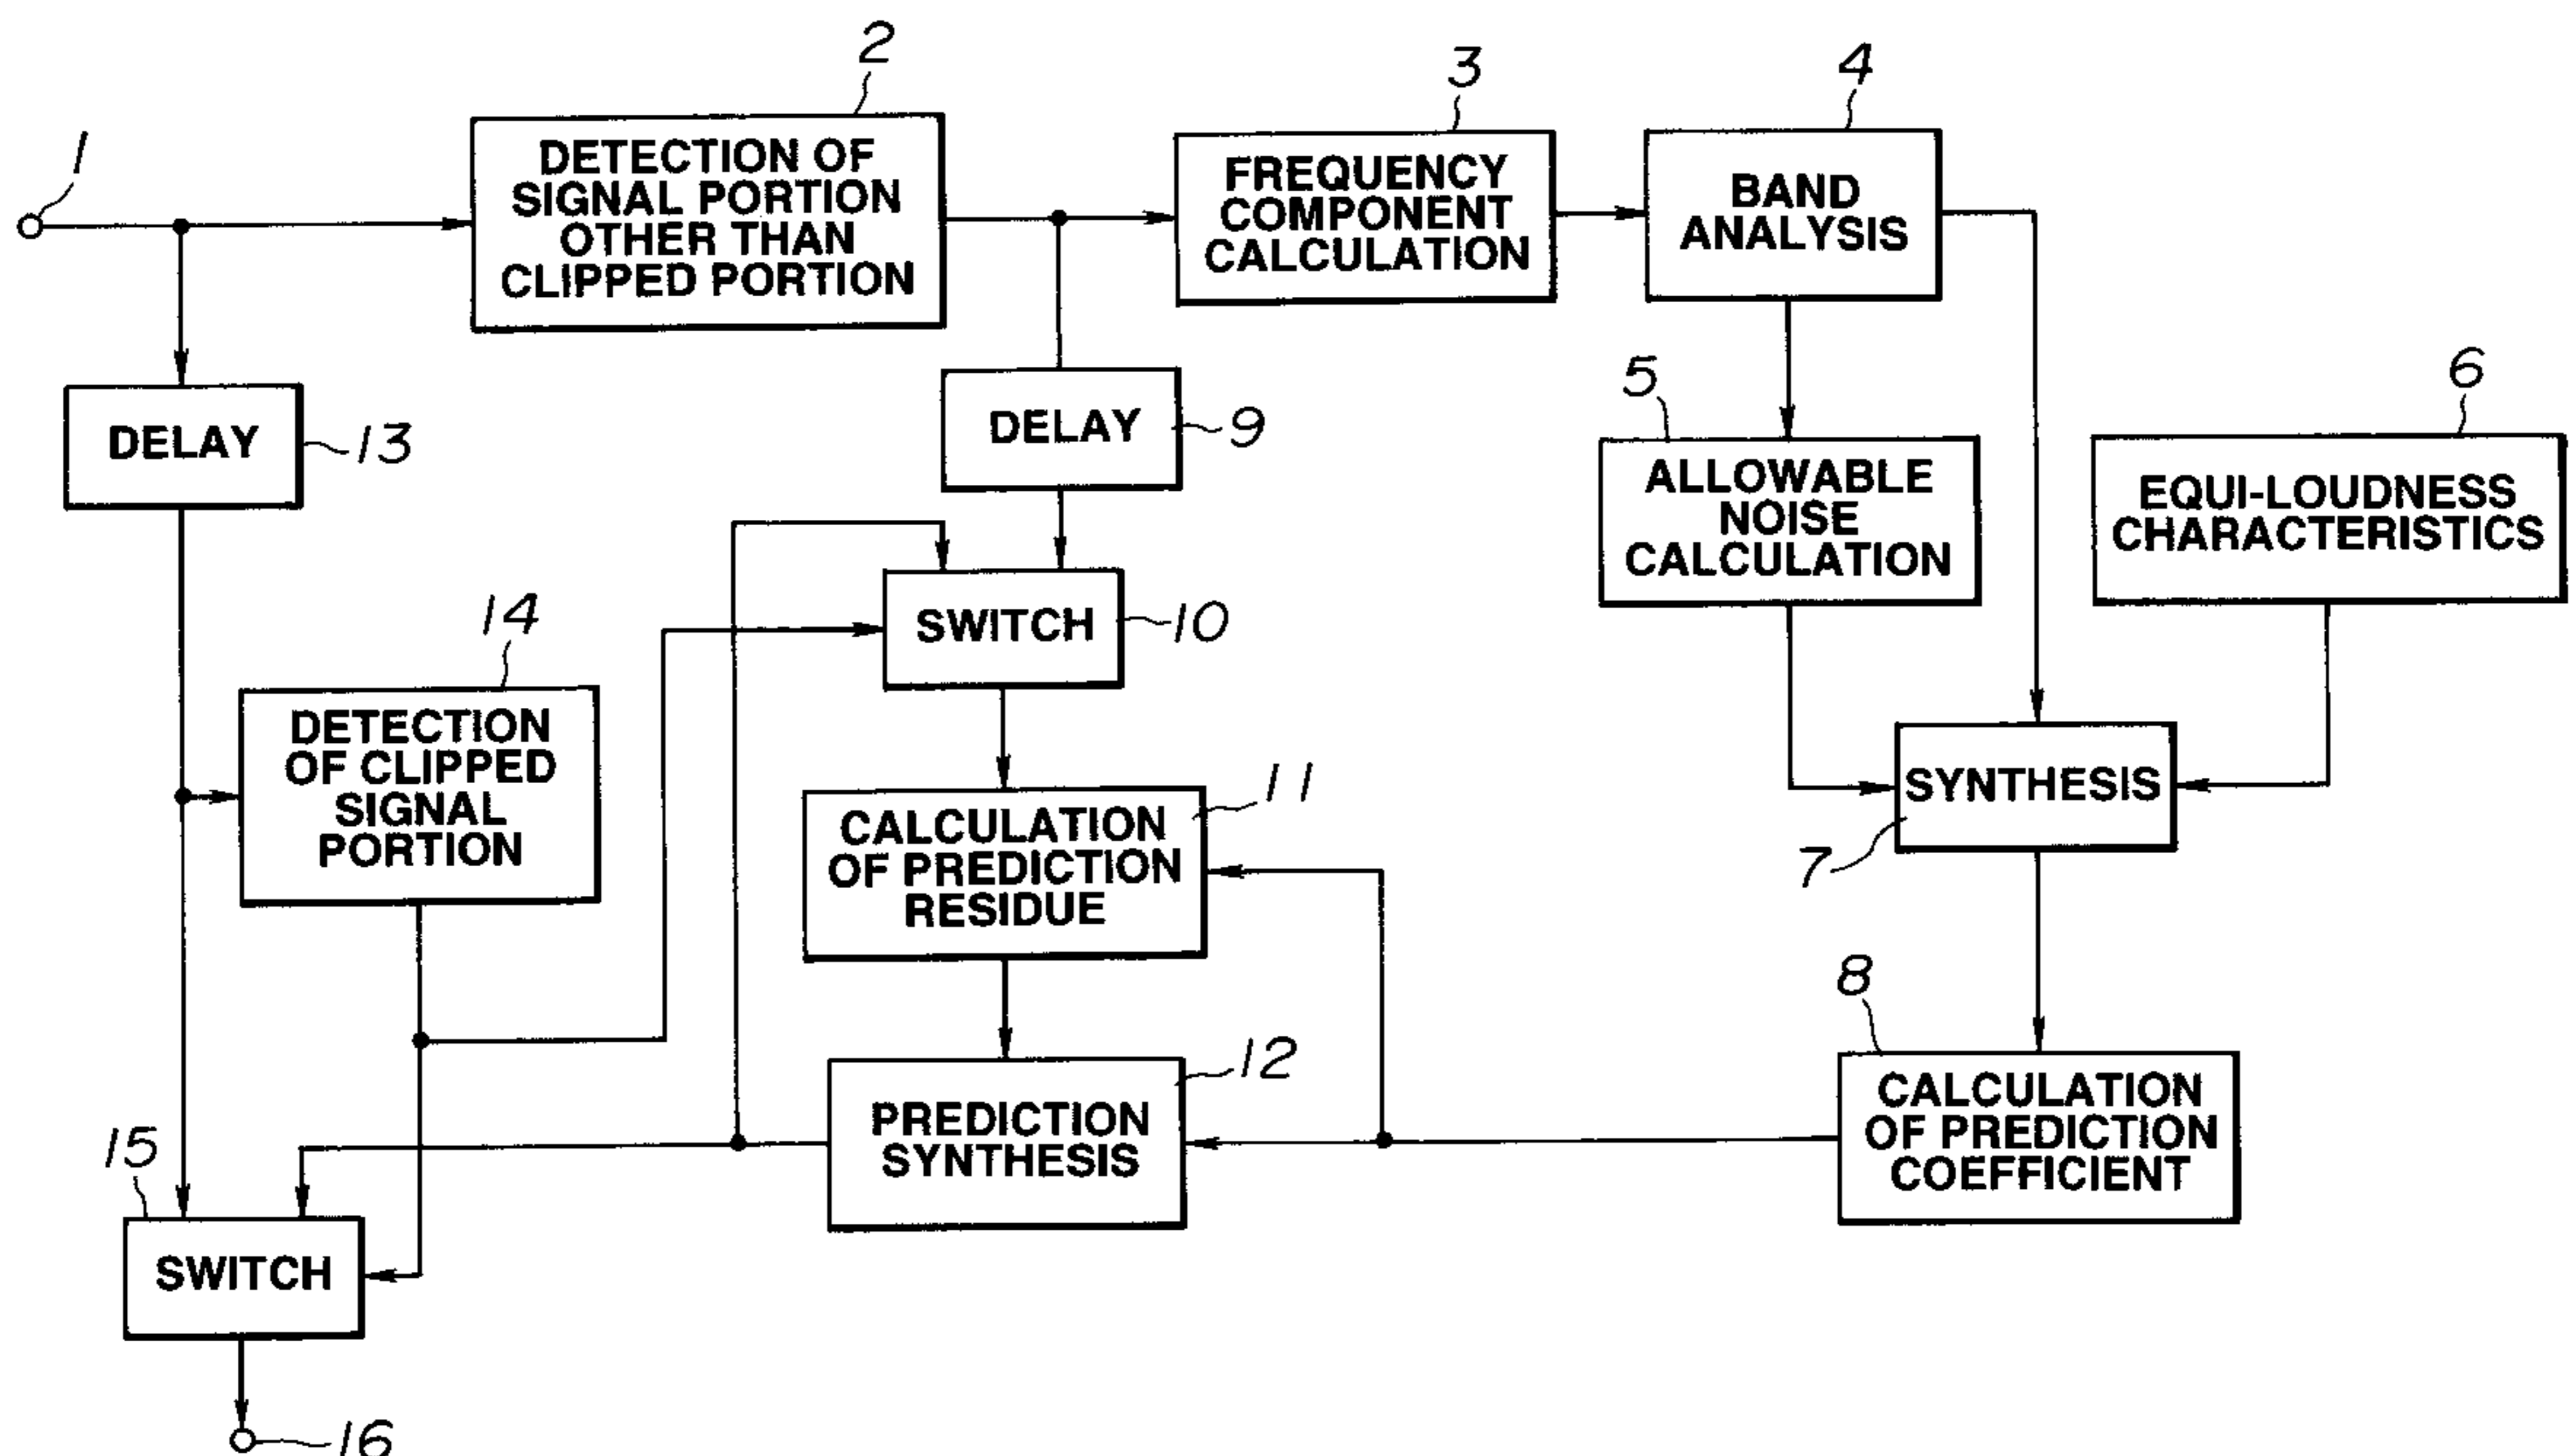 1
2
DETECTION OF
SIGNAL PORTION
OTHER THAN
CLIPPED PORTION
3
FREQUENCY
COMPONENT
CALCULATION
4
BAND
ANALYSIS
DELAY
13
DELAY
9
5
ALLOWABLE
NOISE
CALCULATION
6
EQUI-LOUDNESS
CHARACTERISTICS
SWITCH
10
14
DETECTION
OF CLIPPED
SIGNAL
PORTION
11
CALCULATION
OF PREDICTION
RESIDUE
SYNTHESIS
7
12
PREDICTION
SYNTHESIS
8
CALCULATION
OF PREDICTION
COEFFICIENT
15
SWITCH
16